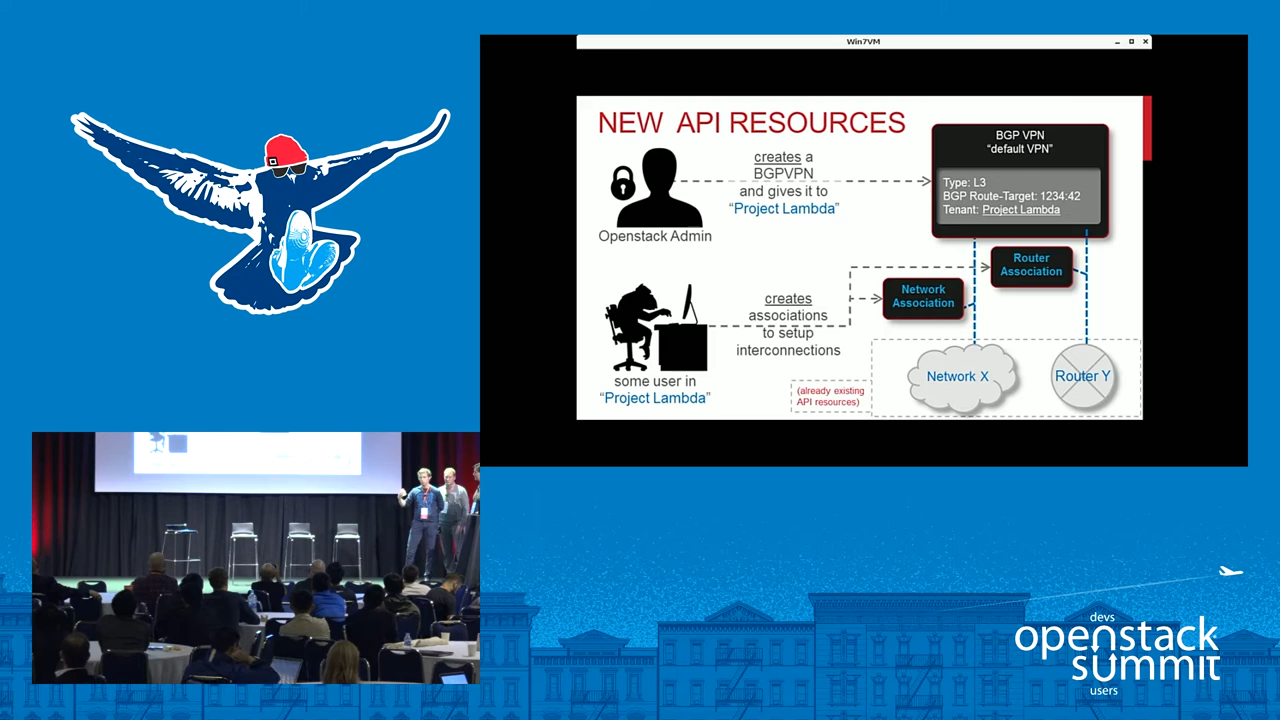 Win7VM
NEW API RESOURCES
creates a
BGPVPN
and gives it to
“Project Lambda”
Openstack Admin
BGP VPN
“default VPN”
Type: L3
BGP Route-Target: 1234:42
Tenant: Project Lambda
Router
Association
Network
Association
creates
associations
to setup
interconnections
some user in
“Project Lambda”
(already existing
API resources)
Network X
Router Y
devs
openstack
summit
users